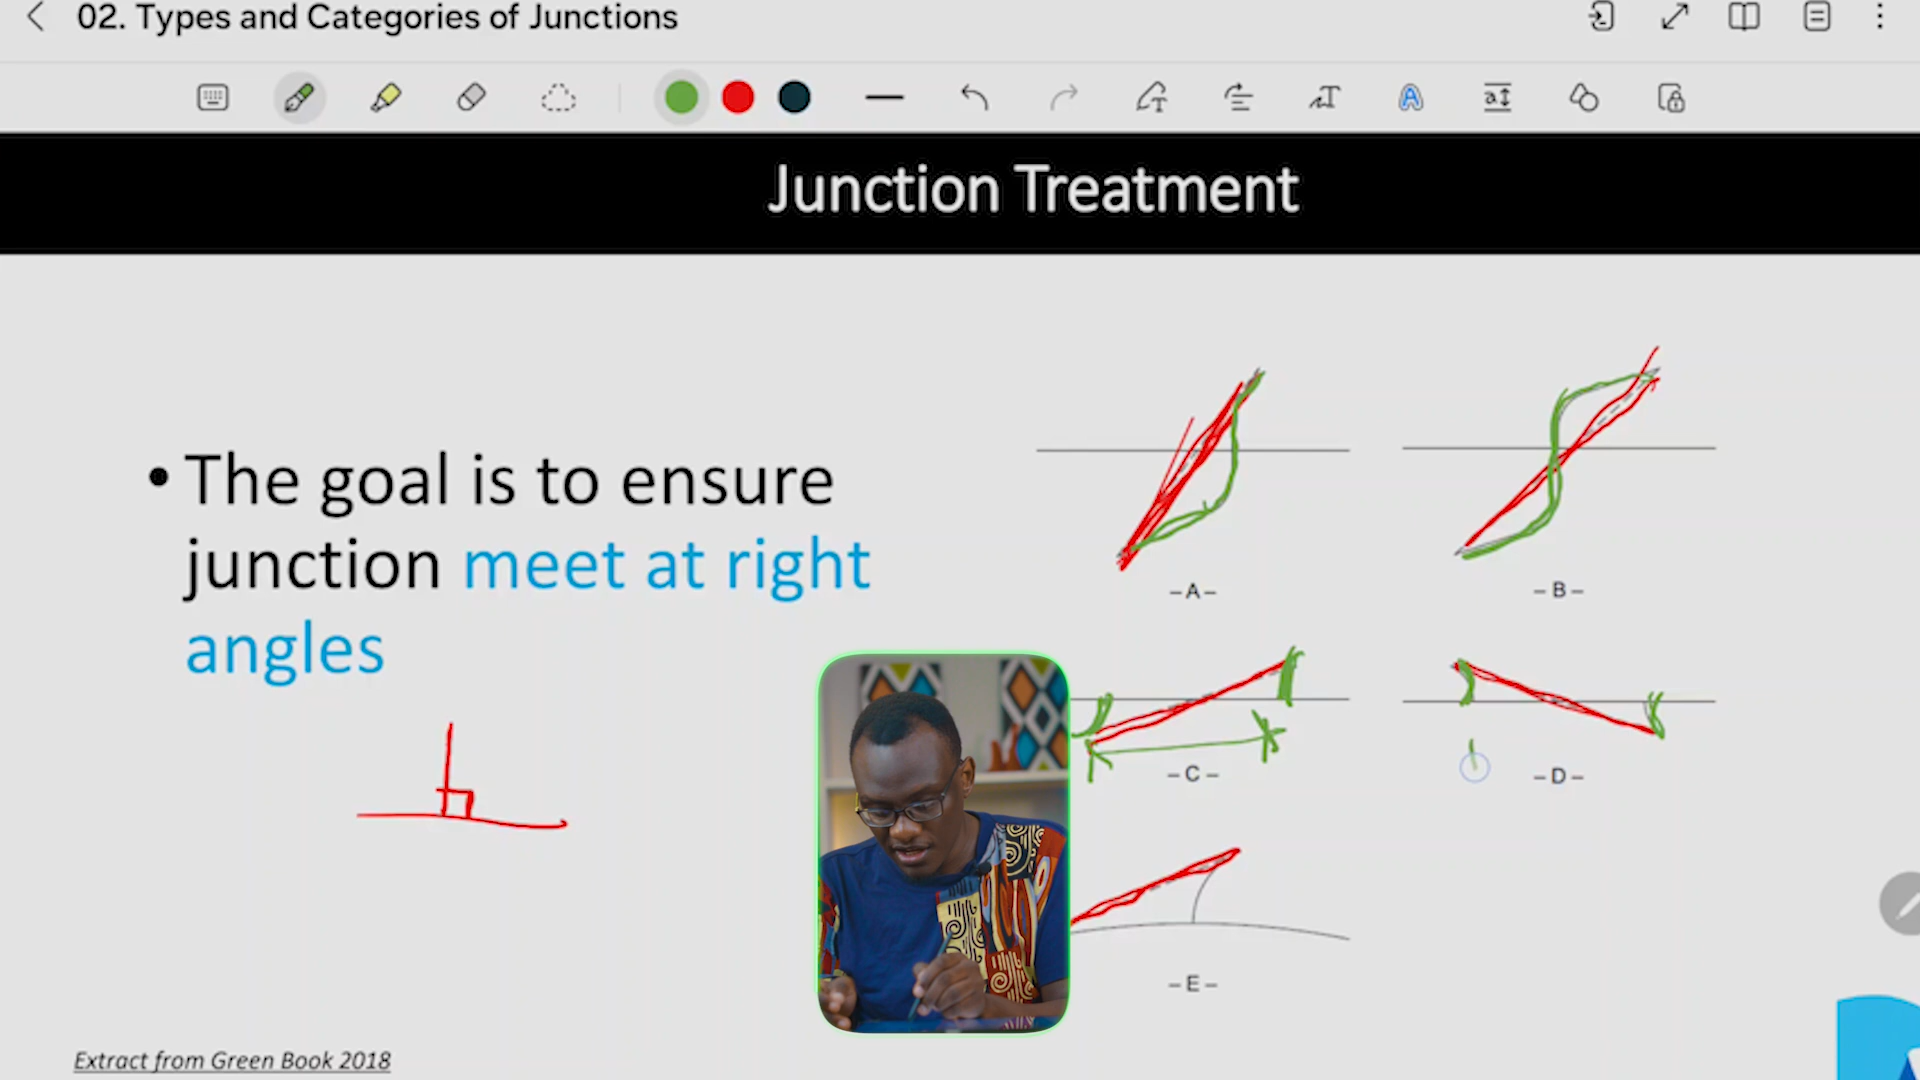 02. Types and Categories of Junctions
Junction Treatment
• The goal is to ensure
junction meet at right
angles
– A –
– B –
– C –
– D –
– E –
Extract from Green Book 2018